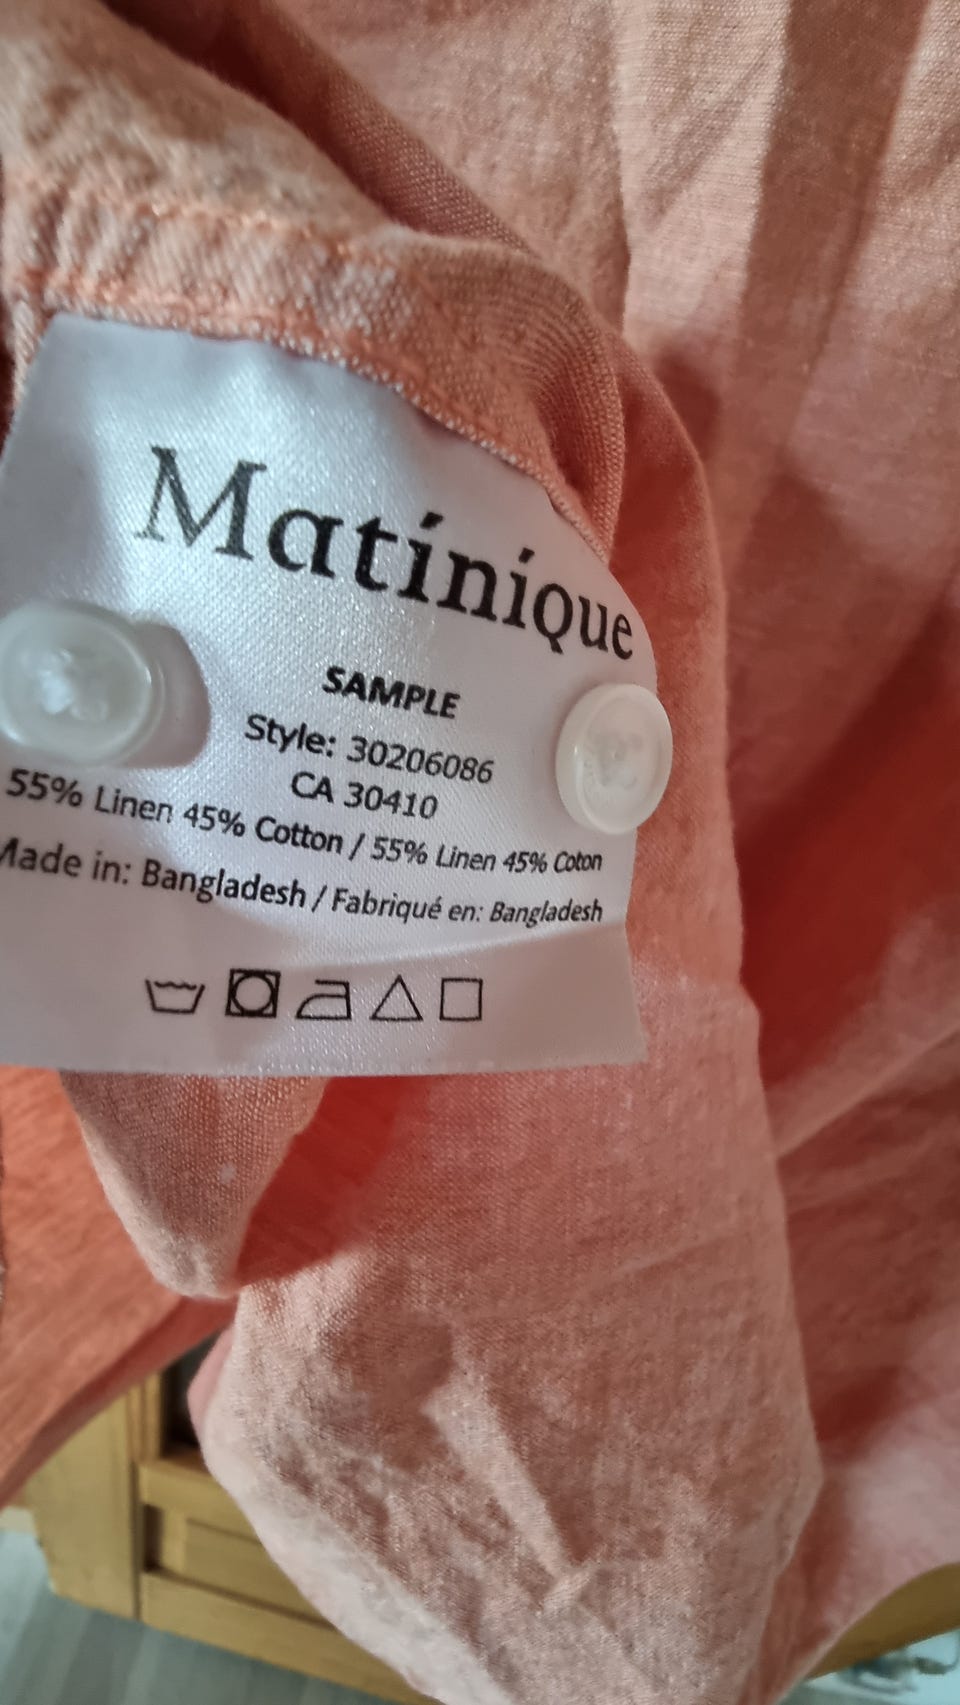 Matinique
SAMPLE
Style: 30206086
CA 30410
55% Linen 45% Cotton / 55% Linen 45% Coton
Made in: Bangladesh / Fabriqué en: Bangladesh